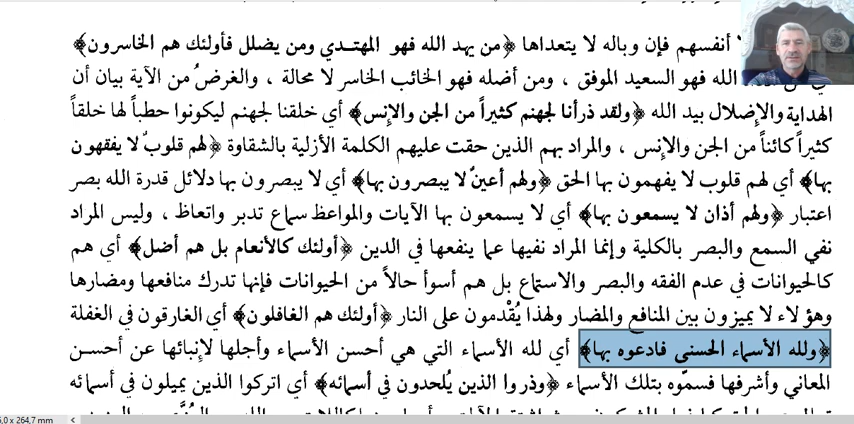 أنفسهم فإن وباله لا يتعداها ﴿من يهد الله فهو المهتدي ومن يضلل فأولئك هم الخاسرون﴾
الله فهو السعيد الموفق ، ومن أضله فهو الخائب الخاسر لا محالة ، والغرضُ من الآية بيان أن
الهداية والإضلال بيد الله ﴿ولقد ذرأنا لجهنم كثيراً من الجن والإنس﴾ أي خلقنا لجهنم ليكونوا حطباً لها خلقاً
كثيراً كائناً من الجن والإنس ، والمراد بهم الذين حقت عليهم الكلمة الأزلية بالشقاوة ﴿لهم قلوبٌ لا يفقهون
بها﴾ أي لهم قلوب لا يفهمون بها الحق ﴿ولهم أعينٌ لا يبصرون بها﴾ أي لا يبصرون بها دلائل قدرة الله بصر
اعتبار ﴿ولهم أذان لا يسمعون بها﴾ أي لا يسمعون بها الآيات والمواعظ سماع تدبر واتعاظ ، وليس المراد
نفي السمع والبصر بالكلية وإنما المراد نفيها عما ينفعها في الدين ﴿أولئك كالأنعام بل هم أضل﴾ أي هم
كالحيوانات في عدم الفقه والبصر والاستماع بل هم أسوأ حالاً من الحيوانات فإنها تدرك منافعها ومضارها
وهؤلاء لا يميزون بين المنافع والمضار ولهذا يُقْدمون على النار ﴿أولئك هم الغافلون﴾ أي الغارقون في الغفلة
﴿ولله الأسماء الحسنى فادعوه بها﴾ أي لله الأسماء التي هي أحسن الأسماء وأجلها لإنبائها عن أحسن
المعاني وأشرفها فسمّوه بتلك الأسماء ﴿وذروا الذين يُلحدون في أسمائه﴾ أي اتركوا الذين يميلون في أسمائه
5,0 x 264,7 mm